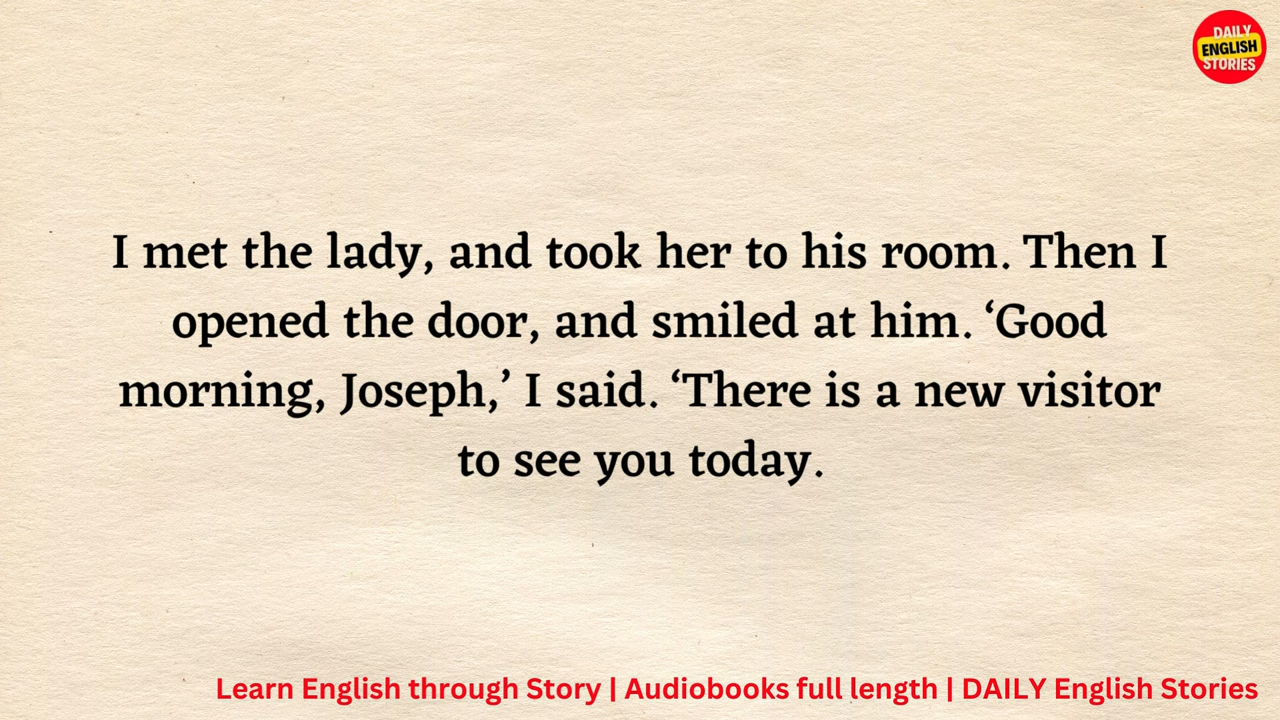 DAILY
ENGLISH
STORIES
I met the lady, and took her to his room. Then I
opened the door, and smiled at him. ‘Good
morning, Joseph,’ I said. ‘There is a new visitor
to see you today.
Learn English through Story | Audiobooks full length | DAILY English Stories